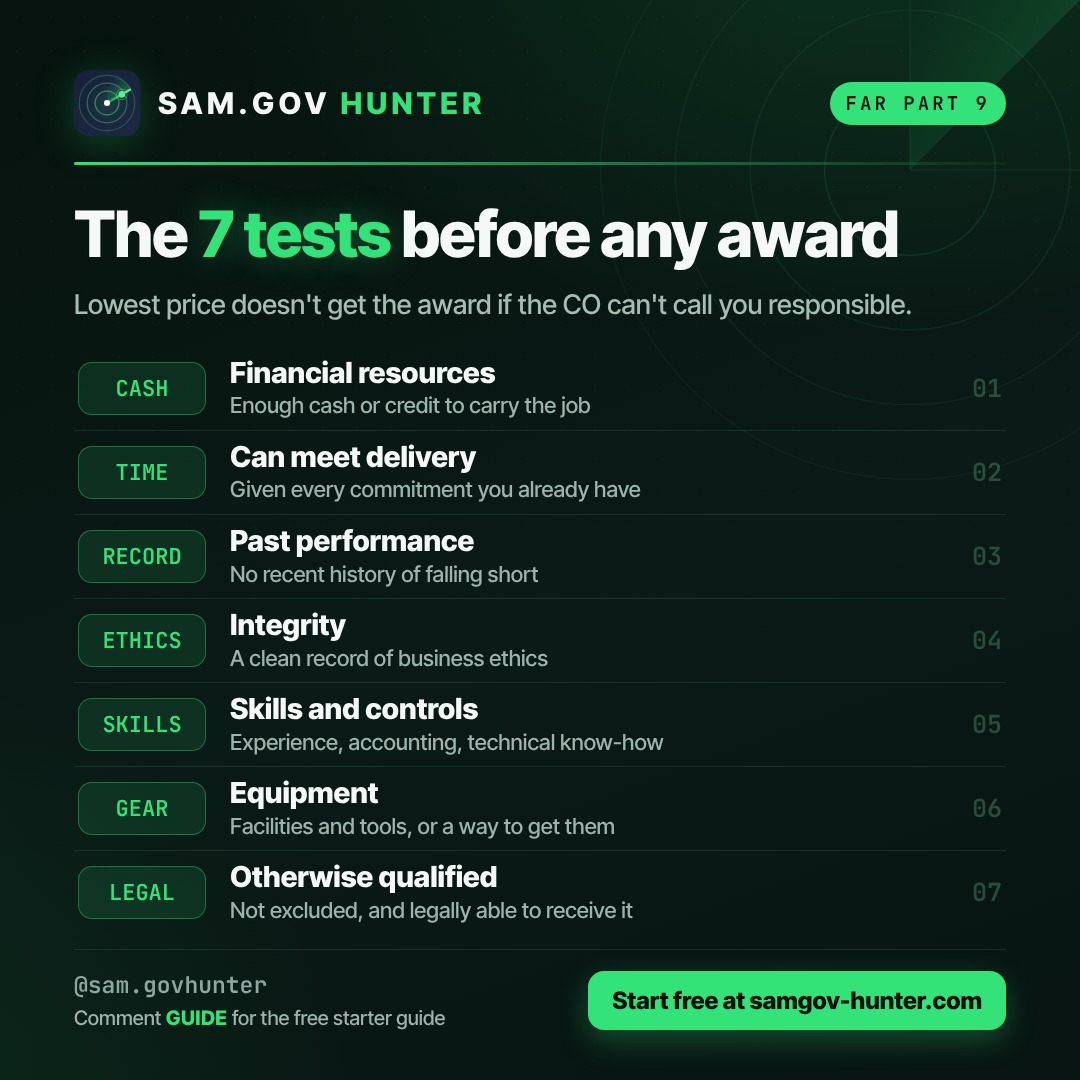 SAM.GOV HUNTER
FAR PART 9
The 7 tests before any award
Lowest price doesn't get the award if the CO can't call you responsible.
CASH
Financial resources
Enough cash or credit to carry the job
01
TIME
Can meet delivery
Given every commitment you already have
02
RECORD
Past performance
No recent history of falling short
03
ETHICS
Integrity
A clean record of business ethics
04
SKILLS
Skills and controls
Experience, accounting, technical know-how
05
GEAR
Equipment
Facilities and tools, or a way to get them
06
LEGAL
Otherwise qualified
Not excluded, and legally able to receive it
07
@sam.govhunter
Comment GUIDE for the free starter guide
Start free at samgov-hunter.com